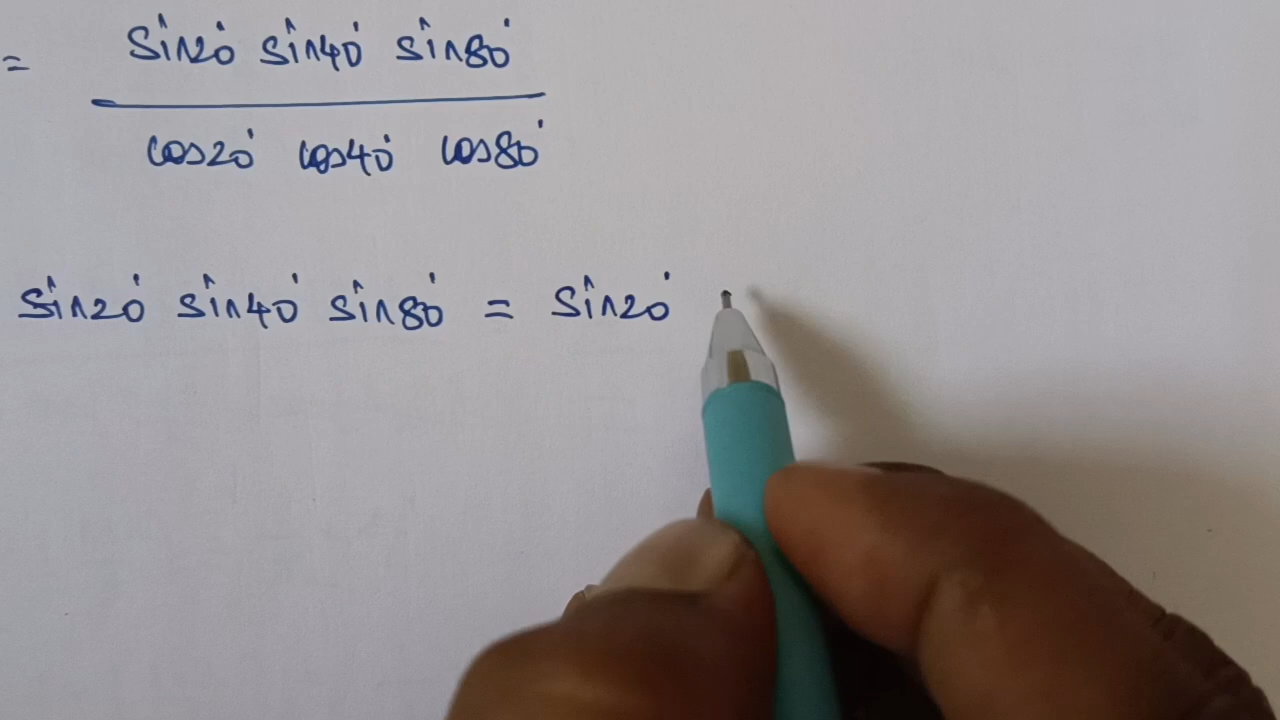 = sin20° sin40° sin80°
cos20° cos40° cos80°
sin20° sin40° sin80° = sin20°